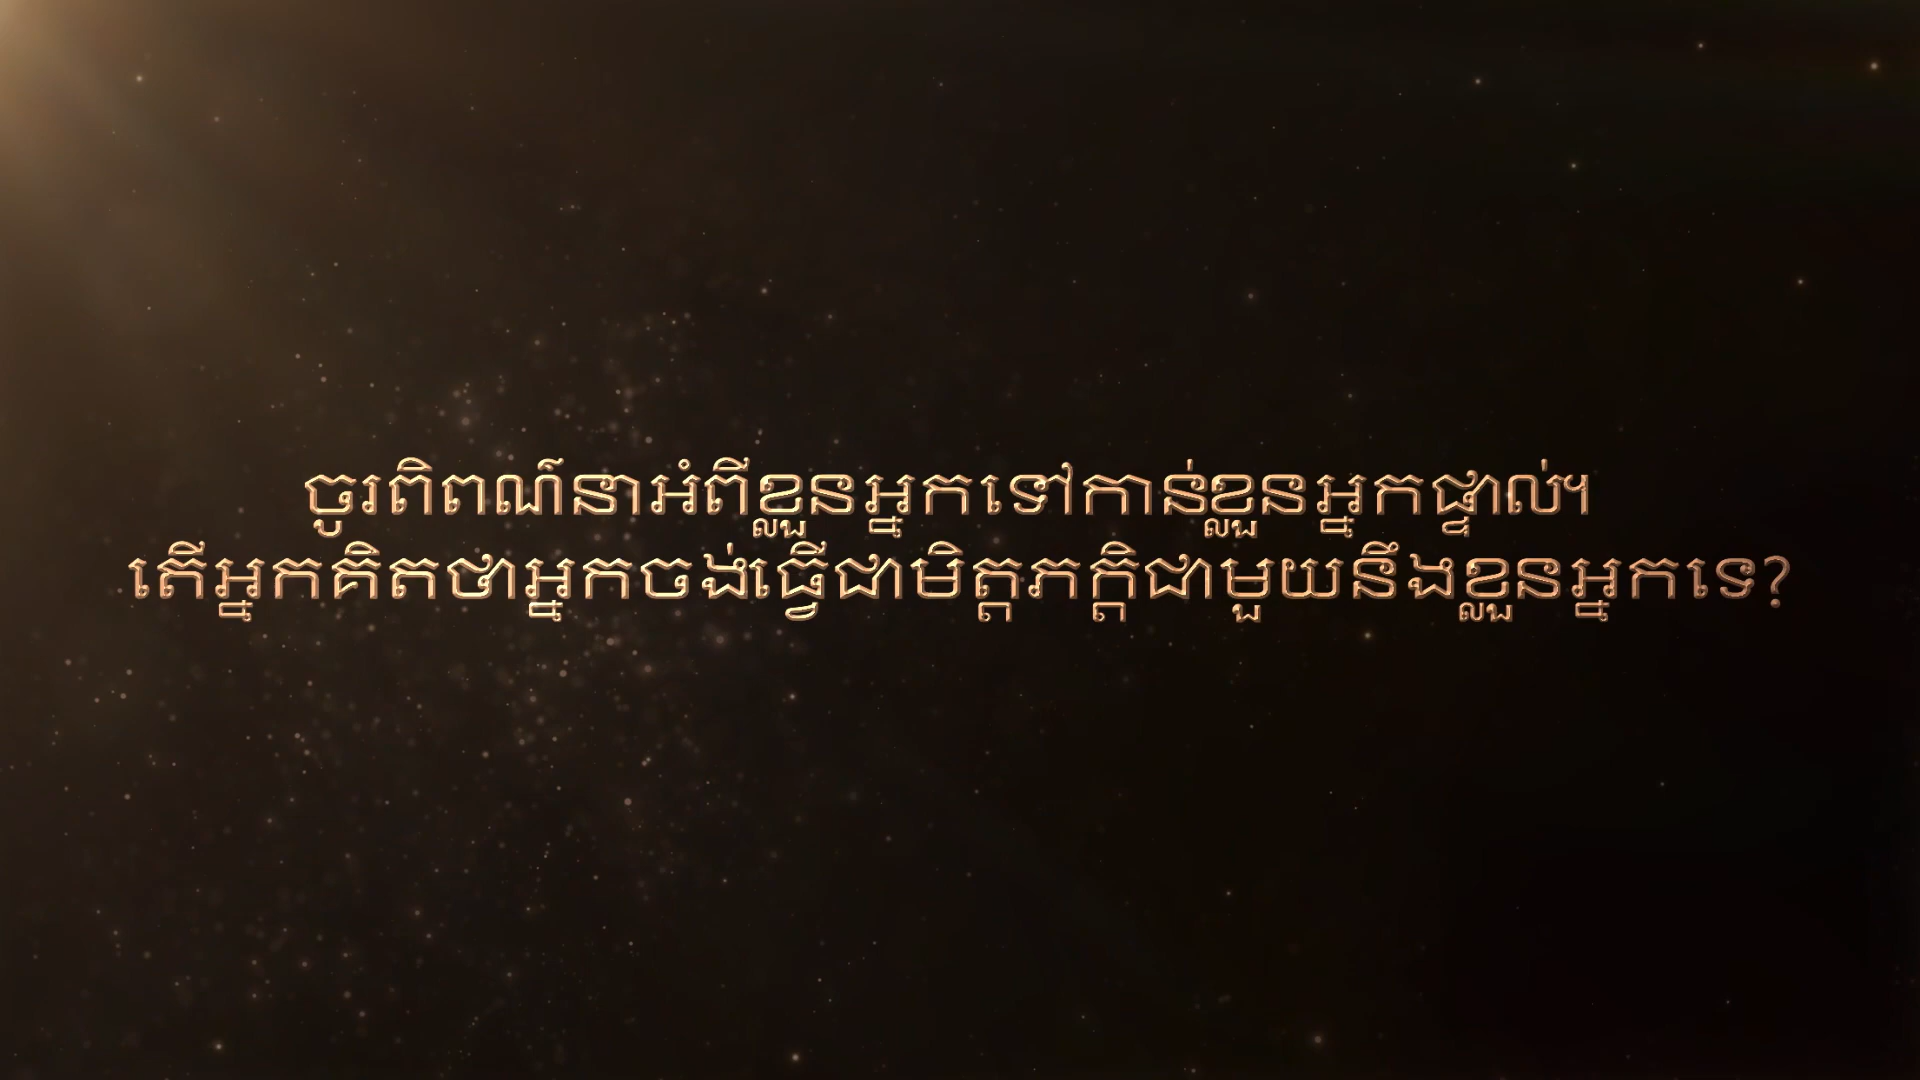 ចូរពិពណ៌នាអំពីខ្លួនអ្នកទៅកាន់ខ្លួនអ្នកផ្ទាល់។
តើអ្នកគិតថាអ្នកចង់ធ្វើជាមិត្តភក្តិជាមួយនឹងខ្លួនអ្នកទេ?